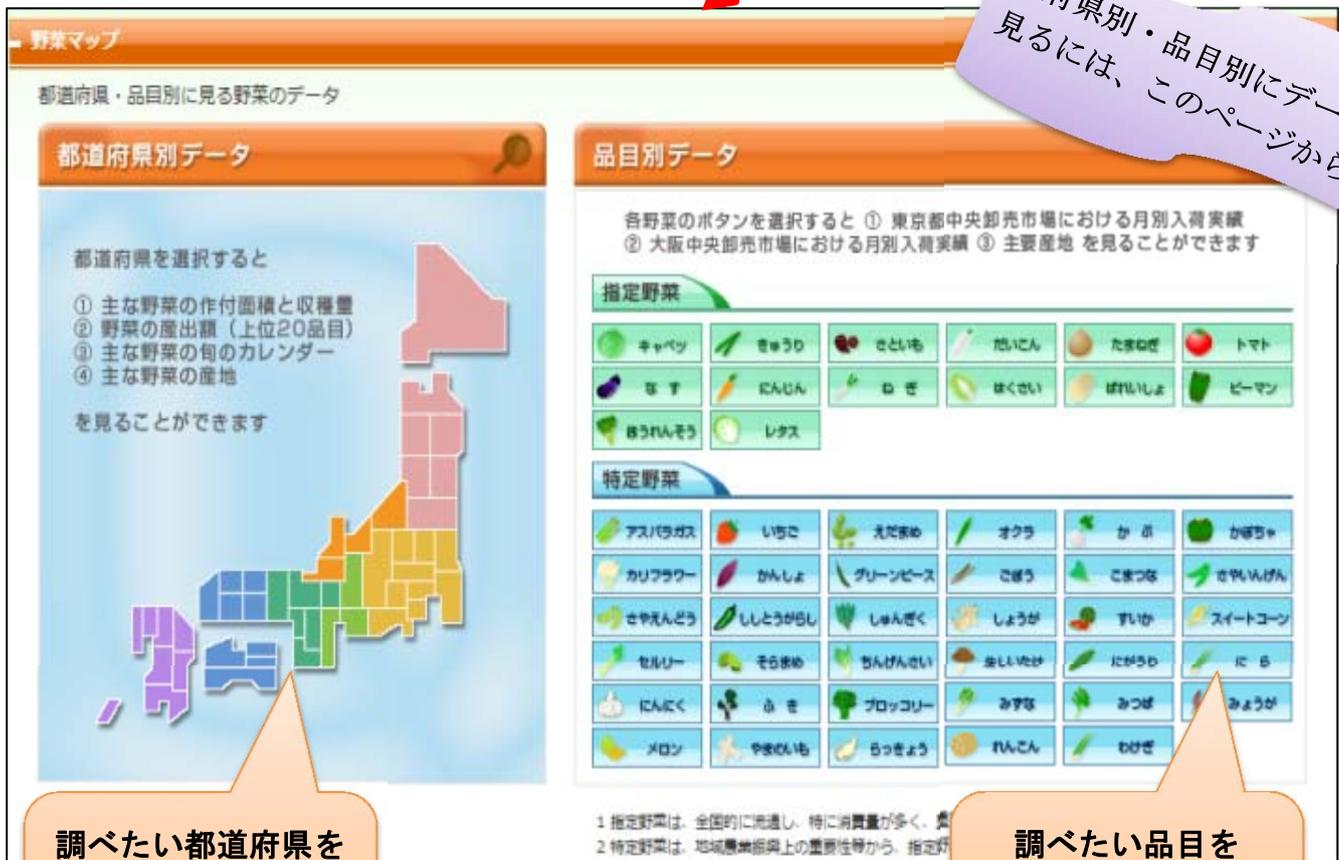 野菜マップ
府県別・品目別にデー
見るには、このページから
都道府県・品目別に見る野菜のデータ
都道府県別データ
都道府県を選択すると
① 主な野菜の作付面積と収穫量
② 野菜の産出額（上位20品目）
③ 主な野菜の旬のカレンダー
④ 主な野菜の産地
を見ることができます
調べたい都道府県を
品目別データ
各野菜のボタンを選択すると ① 東京都中央卸売市場における月別入荷実績
② 大阪中央卸売市場における月別入荷実績 ③ 主要産地 を見ることができます
指定野菜
キャベツ きゅうり さといも だいこん たまねぎ トマト
なす にんじん ねぎ はくさい ばれいしょ ピーマン
ほうれんそう レタス
特定野菜
アスパラガス いちご えだまめ オクラ かぶ かぼちゃ
カリフラワー かんしょ グリーンピース ごぼう こまつな さやいんげん
さやえんどう ししとうがらし しゅんぎく しょうが すいか スイートコーン
セルリー そらまめ ちんげんさい 生しいたけ にがうり にら
にんにく ふき ブロッコリー みずな みつば みょうが
メロン やまのいも らっきょう れんこん わけぎ
1 指定野菜は、全国的に流通し、特に消費量が多く、
2 特定野菜は、地域農業振興上の重要性等から、指定野
調べたい品目を